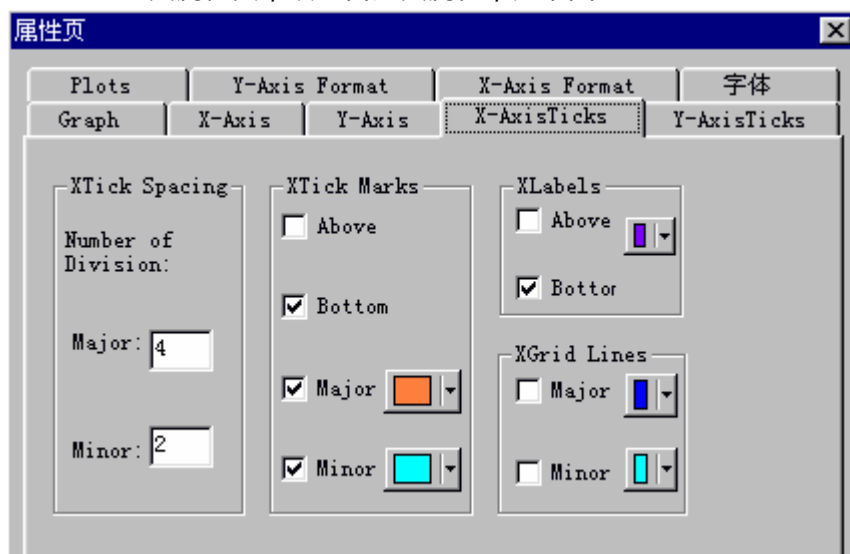 属性页
Plots Y-Axis Format X-Axis Format 字体
Graph X-Axis Y-Axis X-AxisTicks Y-AxisTicks
XTick Spacing
Number of
Division:
Major: 4
Minor: 2
XTick Marks
Above
Bottom
Major
Minor
XLabels
Above
Bottor
XGrid Lines
Major
Minor